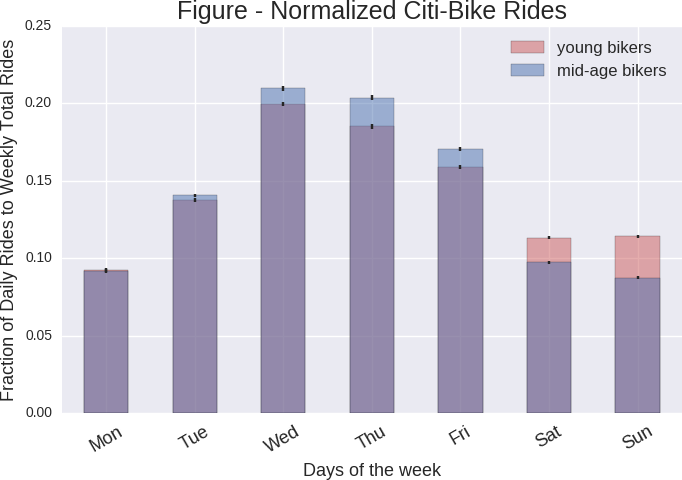 Figure - Normalized Citi-Bike Rides
young bikers
mid-age bikers
Fraction of Daily Rides to Weekly Total Rides
0.25
0.20
0.15
0.10
0.05
0.00
Mon
Tue
Wed
Thu
Fri
Sat
Sun
Days of the week